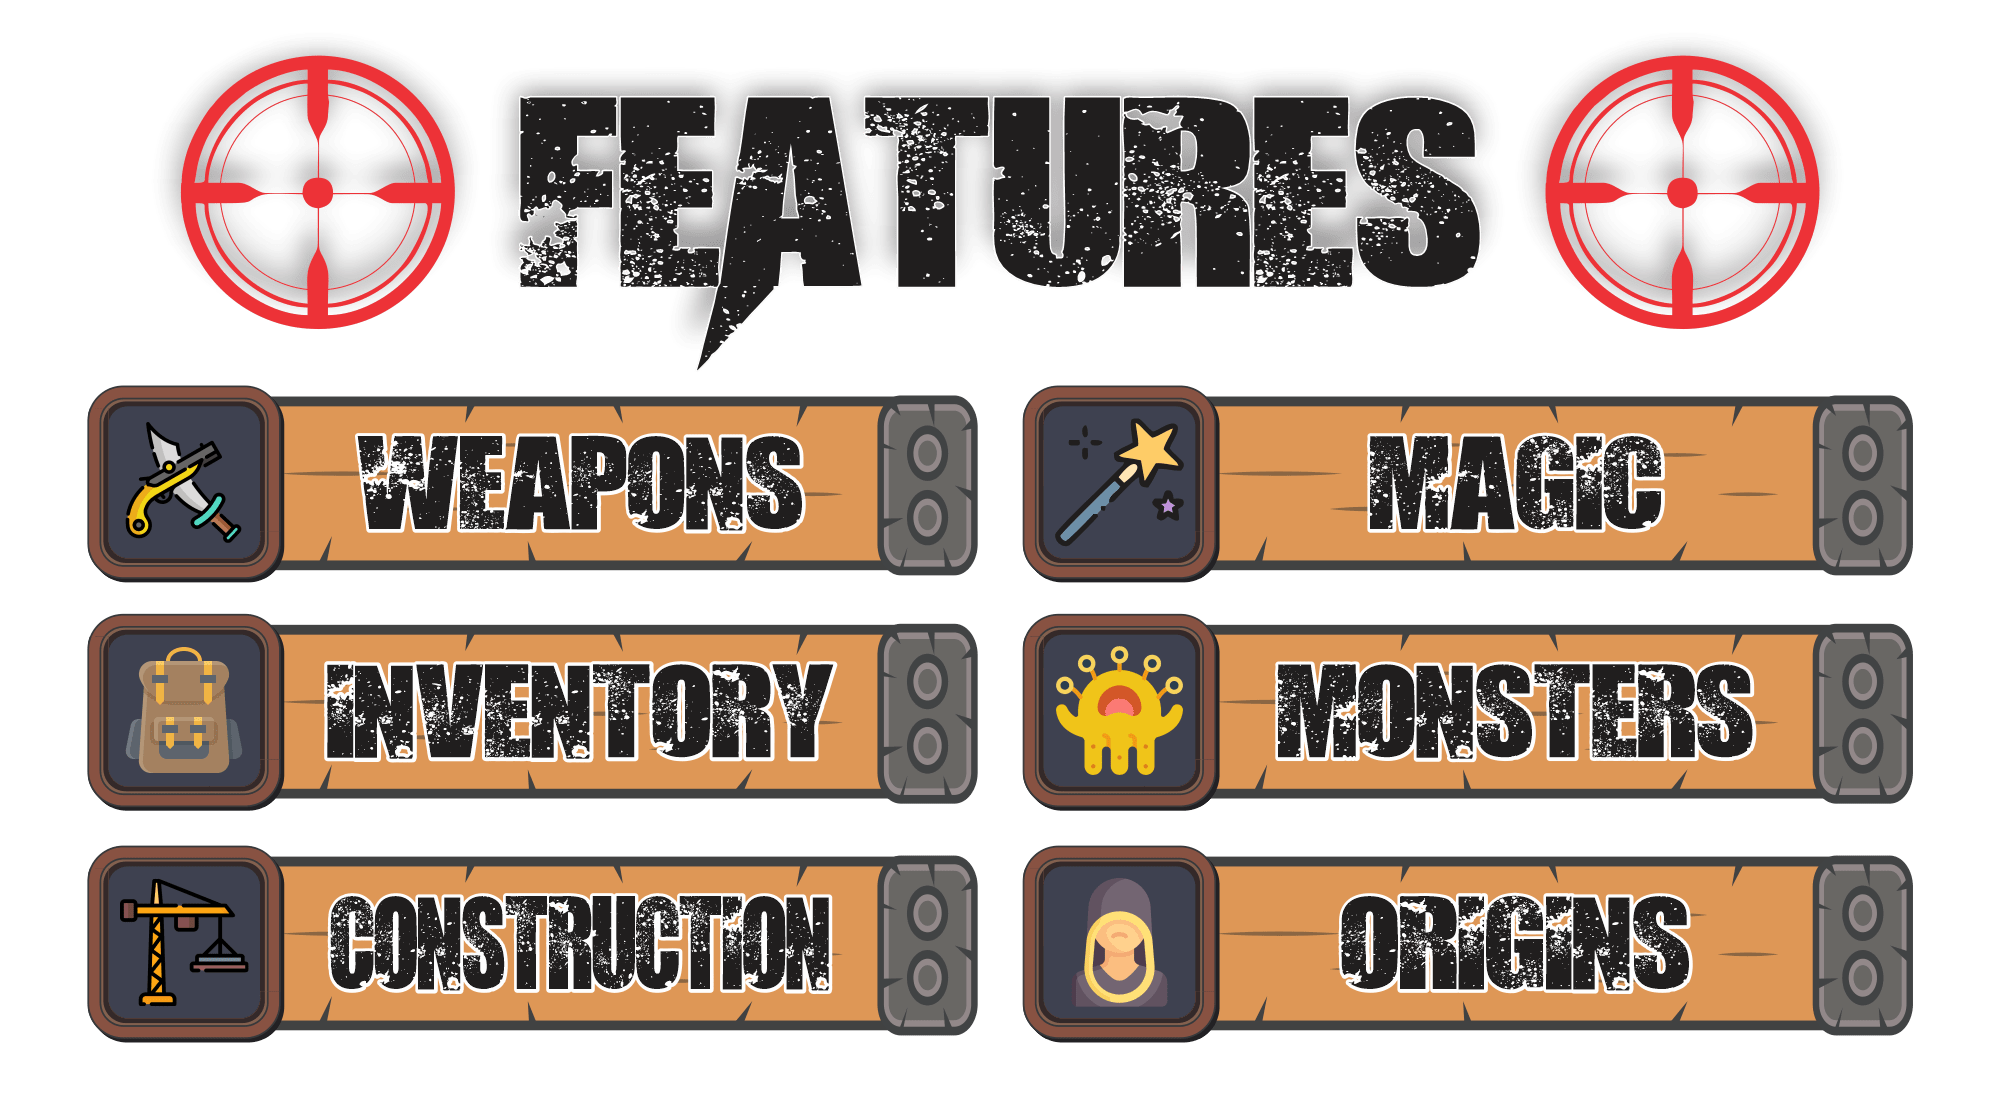 FEATURES
WEAPONS
MAGIC
INVENTORY
MONSTERS
CONSTRUCTION
ORIGINS